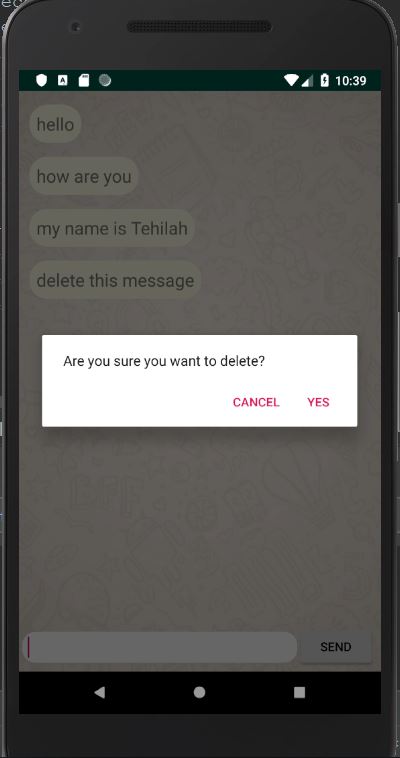 10:39
hello
how are you
my name is Tehilah
delete this message
Are you sure you want to delete?
CANCEL YES
SEND